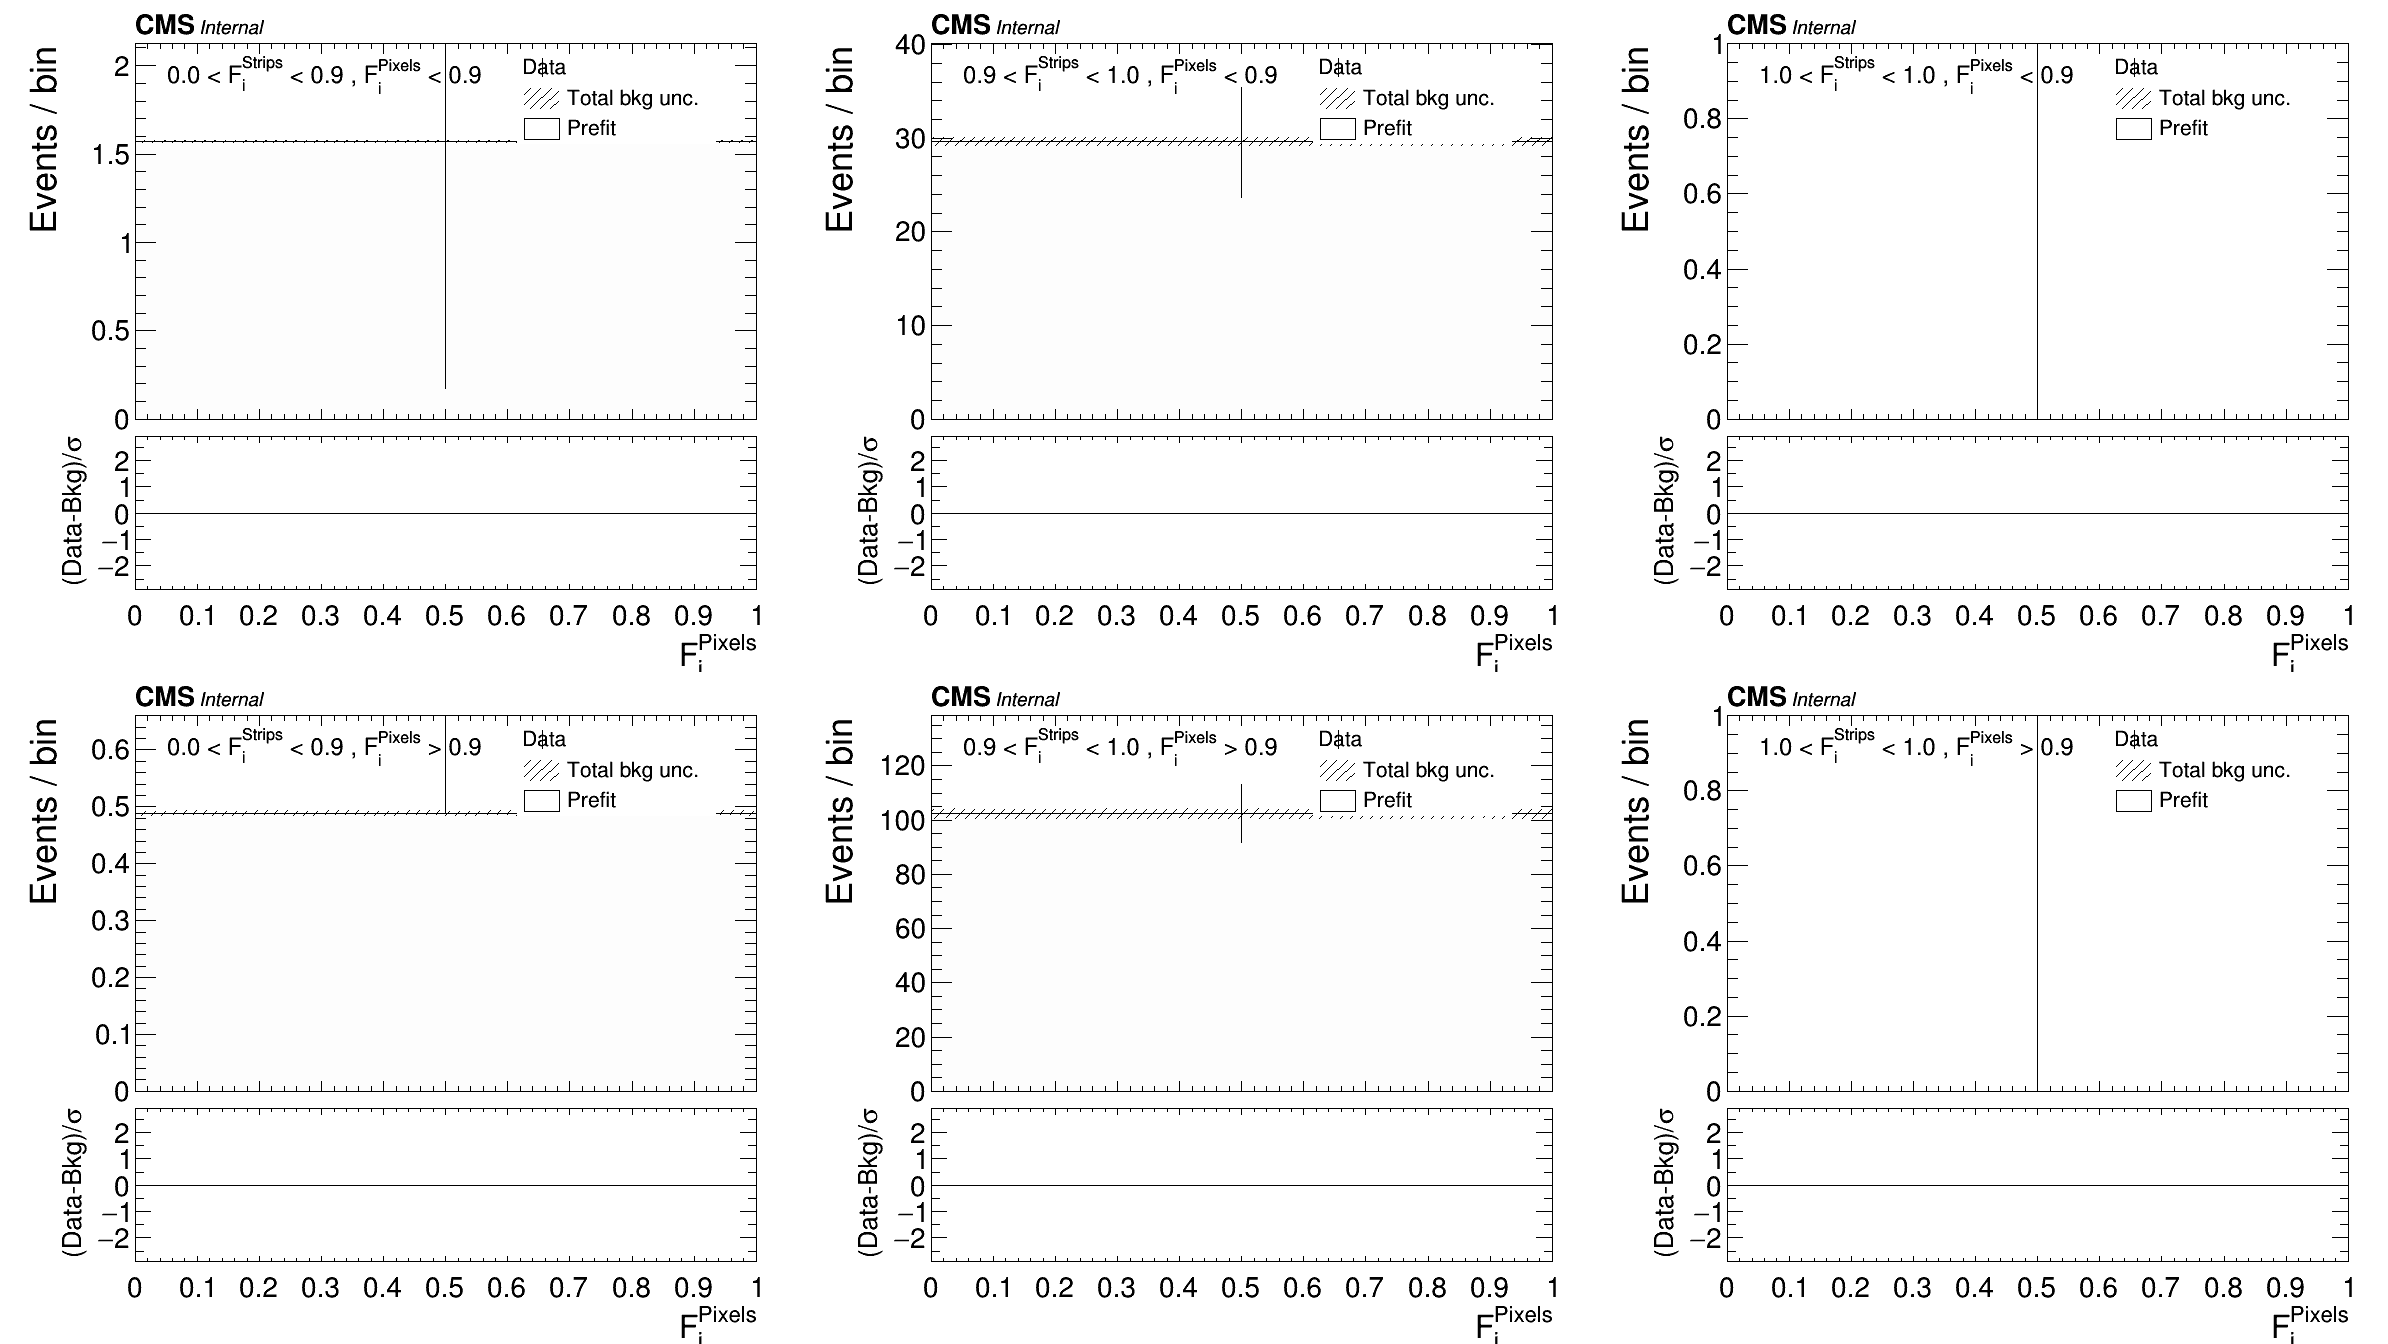 CMS Internal
Events / bin
0.0 < F_i^Strips < 0.9 , F_i^Pixels < 0.9
Data
Total bkg unc.
Prefit
2
1.5
1
0.5
0
(Data-Bkg)/σ
2
1
0
−1
−2
0 0.1 0.2 0.3 0.4 0.5 0.6 0.7 0.8 0.9 1
F_i^Pixels
CMS Internal
Events / bin
0.9 < F_i^Strips < 1.0 , F_i^Pixels < 0.9
Data
Total bkg unc.
Prefit
40
30
20
10
0
(Data-Bkg)/σ
2
1
0
−1
−2
0 0.1 0.2 0.3 0.4 0.5 0.6 0.7 0.8 0.9 1
F_i^Pixels
CMS Internal
Events / bin
1.0 < F_i^Strips < 1.0 , F_i^Pixels < 0.9
Data
Total bkg unc.
Prefit
1
0.8
0.6
0.4
0.2
0
(Data-Bkg)/σ
2
1
0
−1
−2
0 0.1 0.2 0.3 0.4 0.5 0.6 0.7 0.8 0.9 1
F_i^Pixels
CMS Internal
Events / bin
0.0 < F_i^Strips < 0.9 , F_i^Pixels > 0.9
Data
Total bkg unc.
Prefit
0.6
0.5
0.4
0.3
0.2
0.1
0
(Data-Bkg)/σ
2
1
0
−1
−2
0 0.1 0.2 0.3 0.4 0.5 0.6 0.7 0.8 0.9 1
F_i^Pixels
CMS Internal
Events / bin
0.9 < F_i^Strips < 1.0 , F_i^Pixels > 0.9
Data
Total bkg unc.
Prefit
120
100
80
60
40
20
0
(Data-Bkg)/σ
2
1
0
−1
−2
0 0.1 0.2 0.3 0.4 0.5 0.6 0.7 0.8 0.9 1
F_i^Pixels
CMS Internal
Events / bin
1.0 < F_i^Strips < 1.0 , F_i^Pixels > 0.9
Data
Total bkg unc.
Prefit
1
0.8
0.6
0.4
0.2
0
(Data-Bkg)/σ
2
1
0
−1
−2
0 0.1 0.2 0.3 0.4 0.5 0.6 0.7 0.8 0.9 1
F_i^Pixels